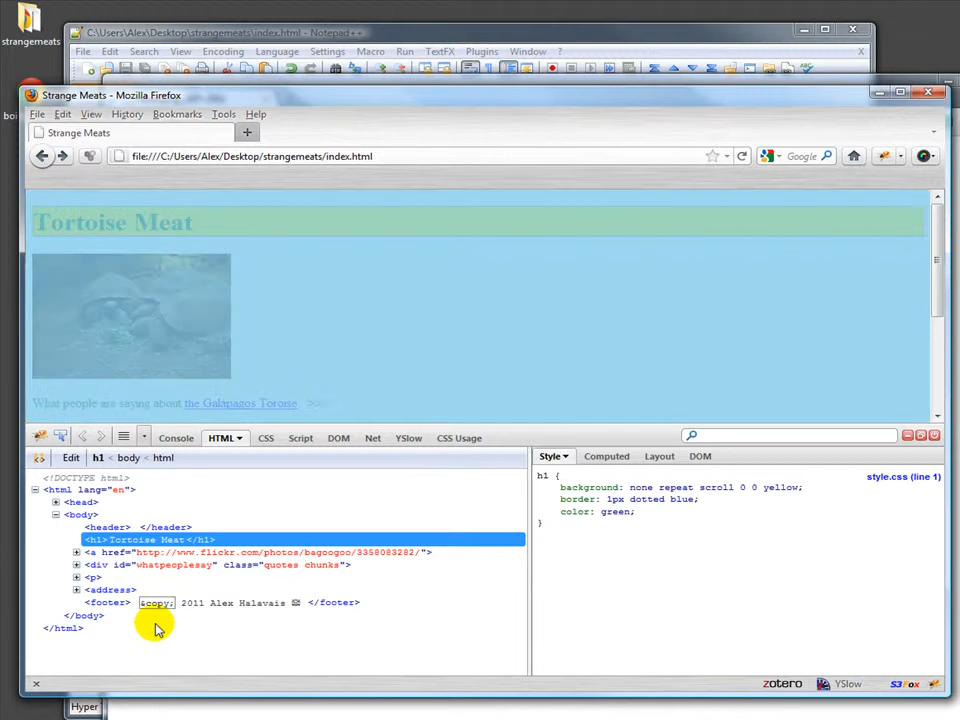 C:\Users\Alex\Desktop\strangemeats\index.html - Notepad++
strangemeats
File Edit Search View Encoding Language Settings Macro Run TextFX Plugins Window ? X
Strange Meats - Mozilla Firefox
File Edit View History Bookmarks Tools Help
boi
Strange Meats +
file:///C:/Users/Alex/Desktop/strangemeats/index.html Google
Tortoise Meat
What people are saying about the Galapagos Toroise. >>
Console HTML CSS Script DOM Net YSlow CSS Usage
Edit h1 < body < html
Style Computed Layout DOM
<!DOCTYPE html>
<html lang="en">
<head>
<body>
<header> </header>
<h1>Tortoise Meat</h1>
<a href="http://www.flickr.com/photos/bagoogoo/3358083282/">
<div id="whatpeoplesay" class="quotes chunks">
<p>
<address>
<footer> &copy; 2011 Alex Halavais </footer>
</body>
</html>
h1 { style.css (line 1)
background: none repeat scroll 0 0 yellow;
border: 1px dotted blue;
color: green;
}
zotero YSlow S3Fox
Hyper